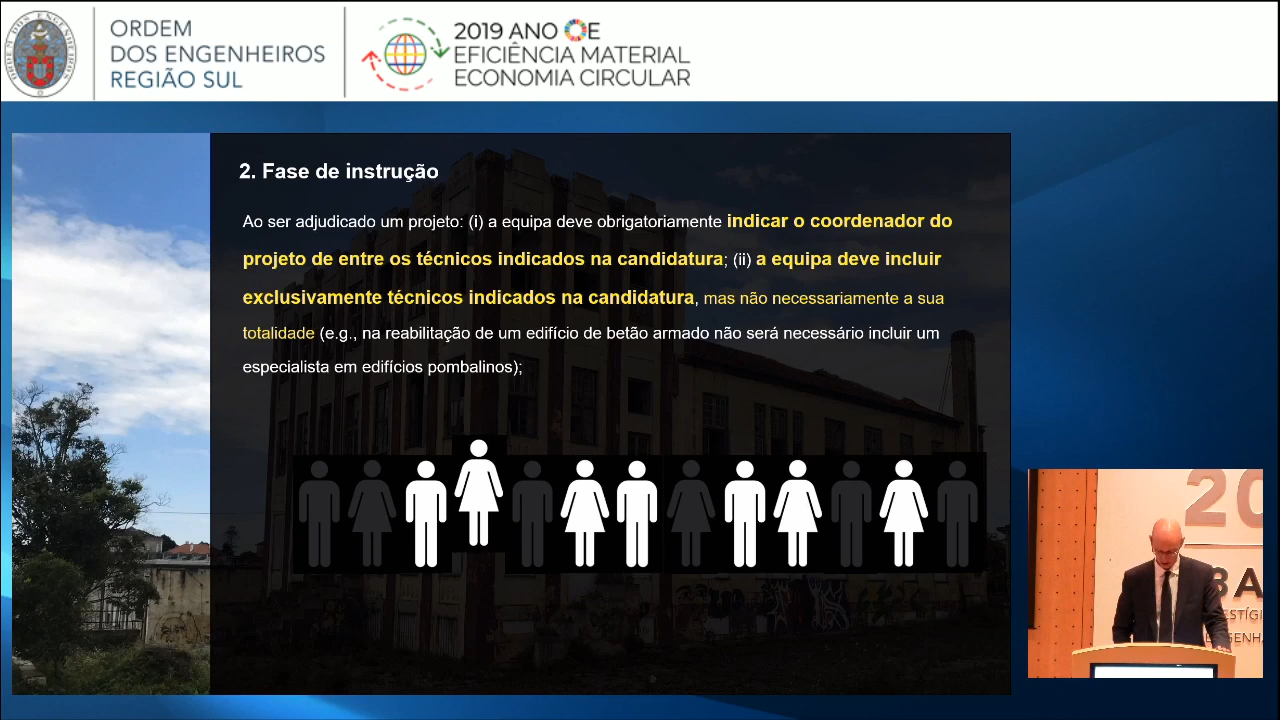 ORDEM
DOS ENGENHEIROS
REGIÃO SUL
2019 ANO OE
EFICIÊNCIA MATERIAL
ECONOMIA CIRCULAR
2. Fase de instrução
Ao ser adjudicado um projeto: (i) a equipa deve obrigatoriamente indicar o coordenador do
projeto de entre os técnicos indicados na candidatura; (ii) a equipa deve incluir
exclusivamente técnicos indicados na candidatura, mas não necessariamente a sua
totalidade (e.g., na reabilitação de um edifício de betão armado não será necessário incluir um
especialista em edifícios pombalinos);
20